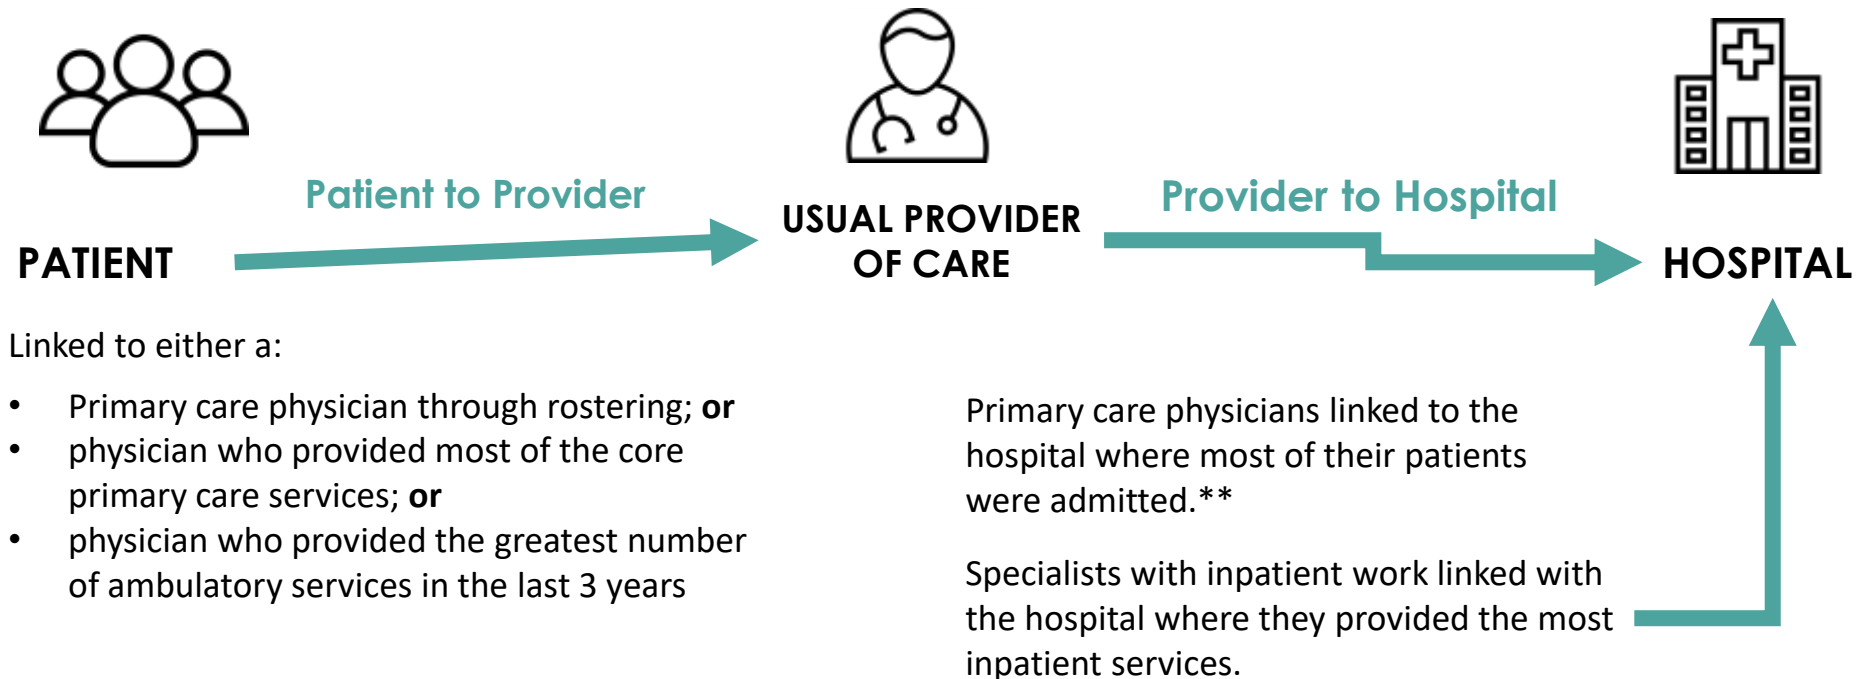 Patient to Provider
Provider to Hospital
PATIENT
USUAL PROVIDER
OF CARE
HOSPITAL
Linked to either a:
• Primary care physician through rostering; or
• physician who provided most of the core
primary care services; or
• physician who provided the greatest number
of ambulatory services in the last 3 years
Primary care physicians linked to the
hospital where most of their patients
were admitted.**
Specialists with inpatient work linked with
the hospital where they provided the most
inpatient services.